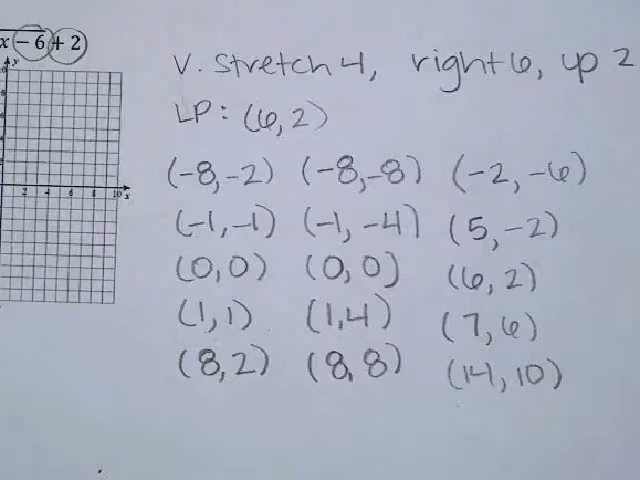 x - 6 + 2
V. Stretch 4, right 6, up 2
LP: (6, 2)
(-8, -2) (-8, -8) (-2, -6)
(-1, -1) (-1, -4) (5, -2)
(0, 0) (0, 0) (6, 2)
(1, 1) (1, 4) (7, 6)
(8, 2) (8, 8) (14, 10)
y
2 4 6 8 10 x